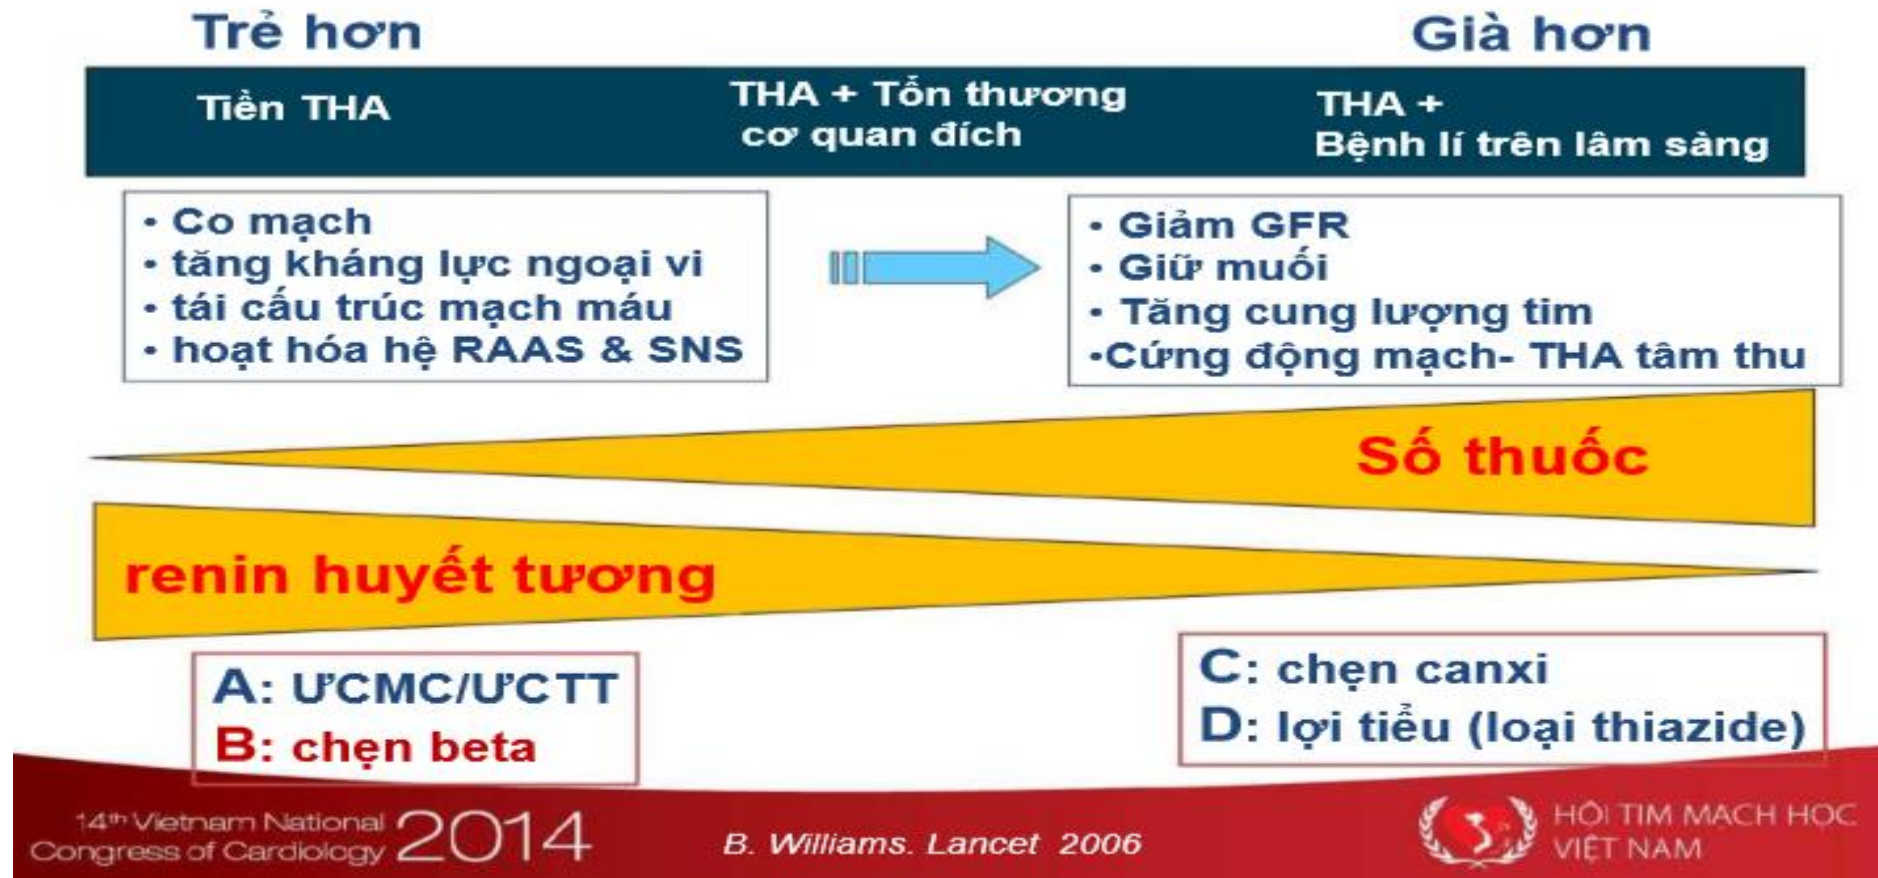 Trẻ hơn
Già hơn
Tiền THA
THA + Tổn thương
cơ quan đích
THA +
Bệnh lí trên lâm sàng
• Co mạch
• tăng kháng lực ngoại vi
• tái cấu trúc mạch máu
• hoạt hóa hệ RAAS & SNS
• Giảm GFR
• Giữ muối
• Tăng cung lượng tim
•Cứng động mạch- THA tâm thu
Số thuốc
renin huyết tương
A: ƯCMC/ƯCTT
B: chẹn beta
C: chẹn canxi
D: lợi tiểu (loại thiazide)
14th Vietnam National
Congress of Cardiology 2014
B. Williams. Lancet 2006
HỘI TIM MẠCH HỌC
VIỆT NAM